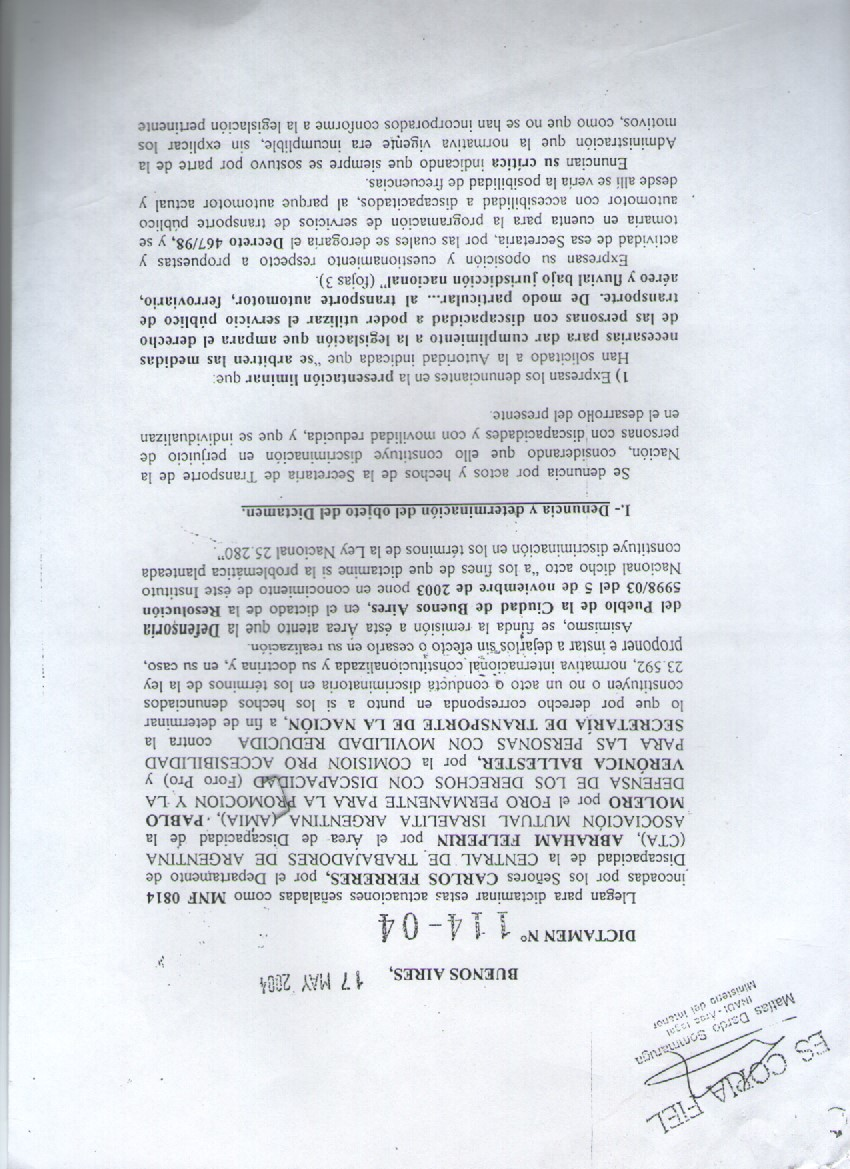 ES COPIA FIEL
Matías Dardo Sommaruga
INADI - Area legal
Ministerio del Interior
BUENOS AIRES, 17 MAY 2004
DICTAMEN Nº 114-04
Llegan para dictaminar estas actuaciones señaladas como MNF 0814
incoadas por los Señores CARLOS FERRERES, por el Departamento de
Discapacidad de la CENTRAL DE TRABAJADORES DE ARGENTINA
(CTA), ABRAHAM FELPERIN por el Área de Discapacidad de la
ASOCIACIÓN MUTUAL ISRAELITA ARGENTINA (AMIA), PABLO
MOLERO por el FORO PERMANENTE PARA LA PROMOCION Y LA
DEFENSA DE LOS DERECHOS CON DISCAPACIDAD (Foro Pro) y
VERÓNICA BALLESTER, por la COMISION PRO ACCESIBILIDAD
PARA LAS PERSONAS CON MOVILIDAD REDUCIDA contra la
SECRETARÍA DE TRANSPORTE DE LA NACIÓN, a fin de determinar
lo que por derecho corresponda en punto a si los hechos denunciados
constituyen o no un acto o conducta discriminatoria en los términos de la ley
23.592, normativa internacional constitucionalizada y su doctrina y, en su caso,
proponer e instar a dejarlos sin efecto o cesarlo en su realización.
Asimismo, se funda la remisión a ésta Área atento que la Defensoría
del Pueblo de la Ciudad de Buenos Aires, en el dictado de la Resolución
5998/03 del 5 de noviembre de 2003 pone en conocimiento de éste Instituto
Nacional dicho acto "a los fines de que dictamine si la problemática planteada
constituye discriminación en los términos de la Ley Nacional 25.280".
I.- Denuncia y determinación del objeto del Dictamen.
Se denuncia por actos y hechos de la Secretaria de Transporte de la
Nación, considerando que ello constituye discriminación en perjuicio de
personas con discapacidades y con movilidad reducida, y que se individualizan
en el desarrollo del presente.
1) Expresan los denunciantes en la presentación liminar que:
Han solicitado a la Autoridad indicada que "se arbitren las medidas
necesarias para dar cumplimiento a la legislación que ampara el derecho
de las personas con discapacidad a poder utilizar el servicio público de
transporte. De modo particular... al transporte automotor, ferroviario,
aéreo y fluvial bajo jurisdicción nacional" (fojas 3).
Expresan su oposición y cuestionamiento respecto a propuestas y
actividad de esa Secretaria, por las cuales se derogaría el Decreto 467/98, y se
tomaria en cuenta para la programación de servicios de transporte público
automotor con accesibilidad a discapacitados, al parque automotor actual y
desde allí se vería la posibilidad de frecuencias.
Enuncian su crítica indicando que siempre se sostuvo por parte de la
Administración que la normativa vigente era incumplible, sin explicar los
motivos, como que no se han incorporados conforme a la legislación pertinente